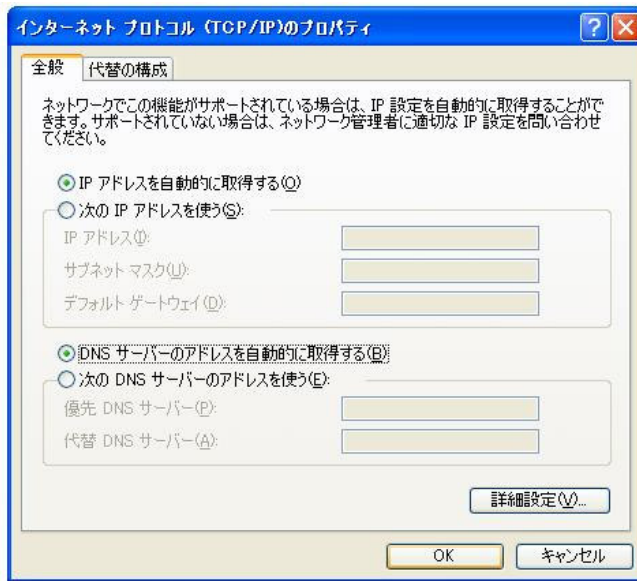 インターネット プロトコル (TCP/IP)のプロパティ
全般
代替の構成
ネットワークでこの機能がサポートされている場合は、IP 設定を自動的に取得することがで
きます。サポートされていない場合は、ネットワーク管理者に適切な IP 設定を問い合わせ
てください。
IP アドレスを自動的に取得する(O)
次の IP アドレスを使う(S):
IP アドレス(I):
サブネット マスク(U):
デフォルト ゲートウェイ(D):
DNS サーバーのアドレスを自動的に取得する(B)
次の DNS サーバーのアドレスを使う(E):
優先 DNS サーバー(P):
代替 DNS サーバー(A):
詳細設定(V)...
OK
キャンセル